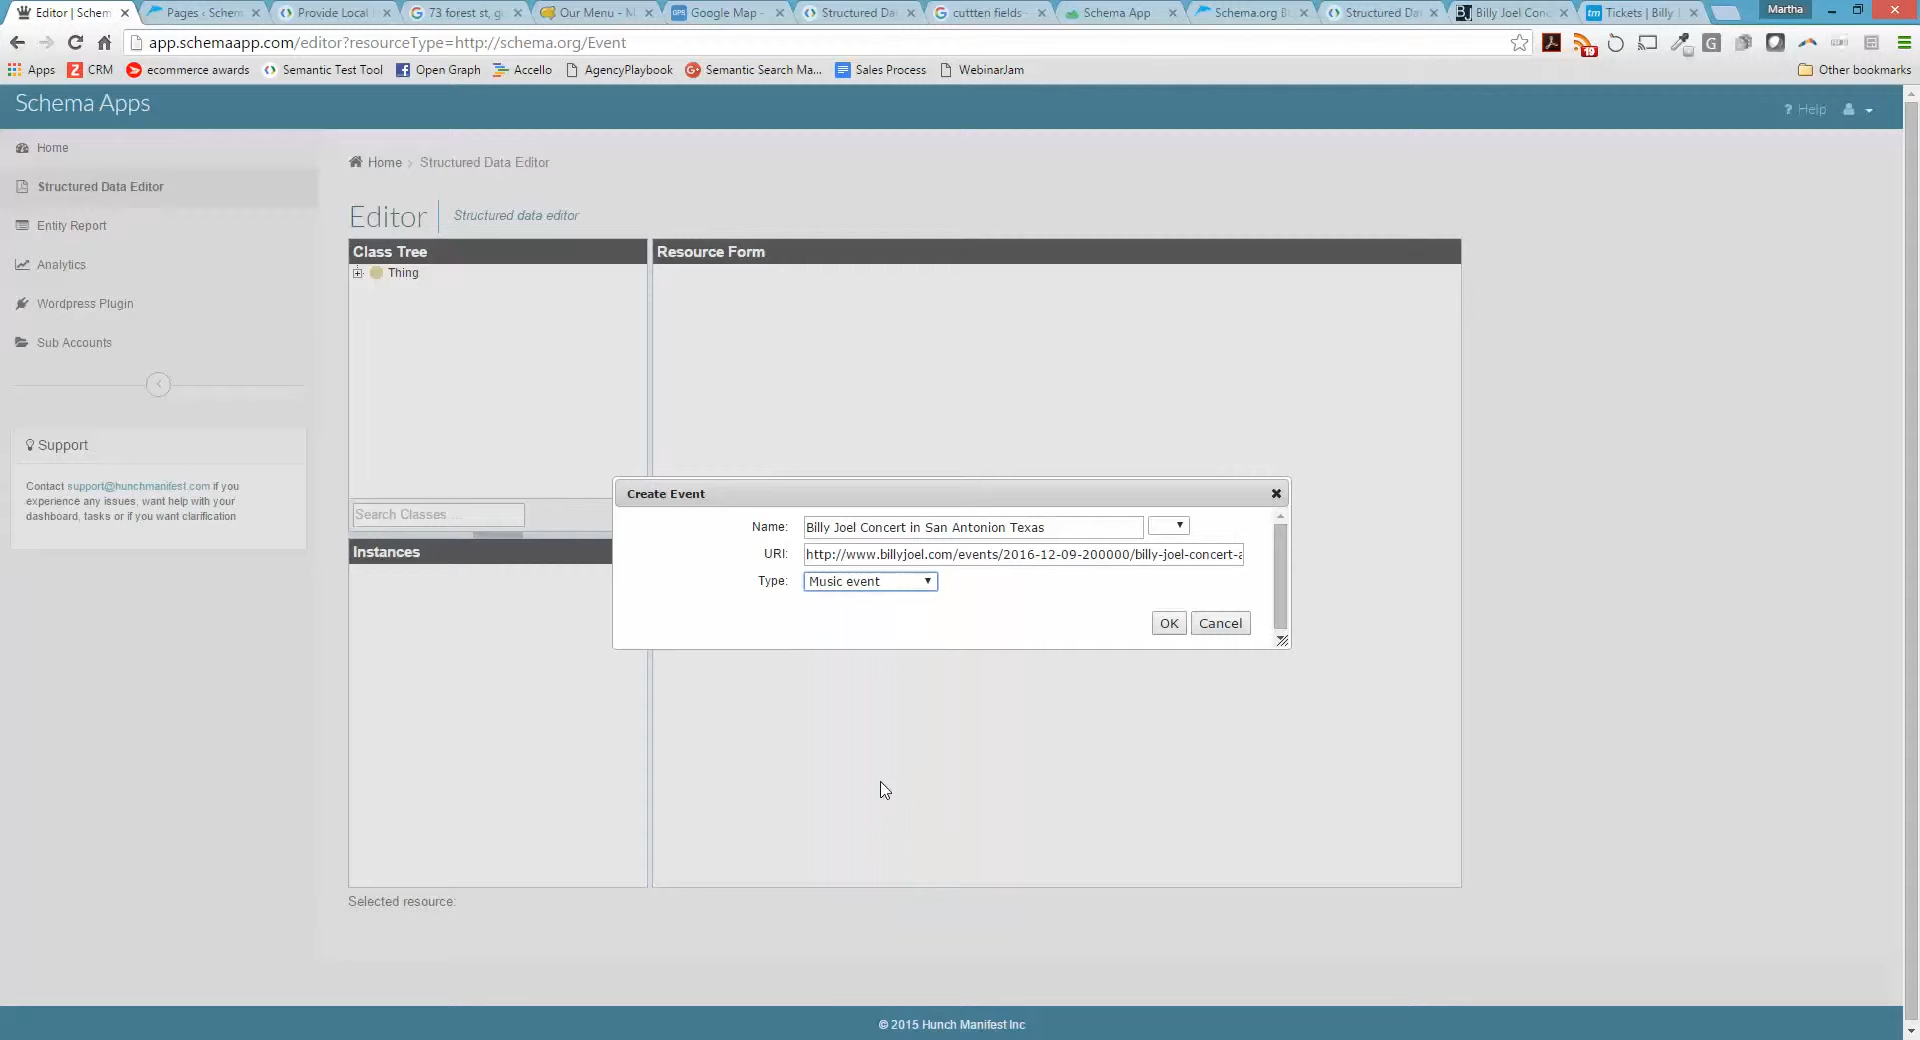 Editor | Schem
Pages ‹ Schem
Provide Local
73 forest st, g
Our Menu - M
Google Map -
Structured Da
cuttten fields
Schema App
Schema.org B
Structured Da
Billy Joel Conc
Tickets | Billy
Martha
app.schemaapp.com/editor?resourceType=http://schema.org/Event
19
Apps
CRM
ecommerce awards
Semantic Test Tool
Open Graph
Accello
AgencyPlaybook
Semantic Search Ma...
Sales Process
WebinarJam
Other bookmarks
Schema Apps
? Help
Home
Structured Data Editor
Entity Report
Analytics
Wordpress Plugin
Sub Accounts
Support
Contact support@hunchmanifest.com if you
experience any issues, want help with your
dashboard, tasks or if you want clarification
Home > Structured Data Editor
Editor Structured data editor
Class Tree
Thing
Search Classes ...
Instances
Resource Form
Create Event
Name: Billy Joel Concert in San Antonion Texas
URI: http://www.billyjoel.com/events/2016-12-09-200000/billy-joel-concert-a
Type: Music event
OK Cancel
Selected resource:
© 2015 Hunch Manifest Inc